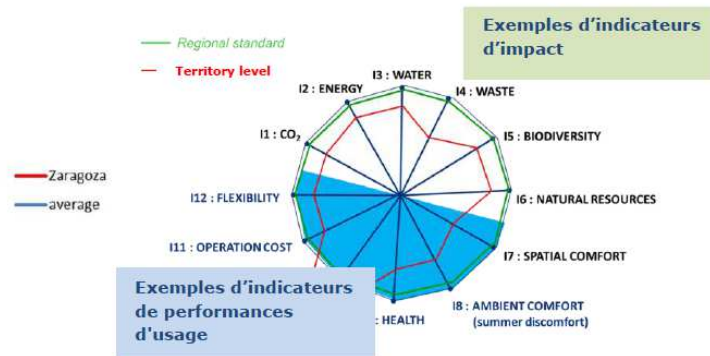 Exemples d'indicateurs
d'impact
Regional standard
Territory level
I3 : WATER
I2 : ENERGY
I4 : WASTE
I1 : CO₂
I5 : BIODIVERSITY
Zaragoza
average
I12 : FLEXIBILITY
I6 : NATURAL RESOURCES
I11 : OPERATION COST
I7 : SPATIAL COMFORT
Exemples d'indicateurs
de performances
d'usage
: HEALTH
I8 : AMBIENT COMFORT
(summer discomfort)